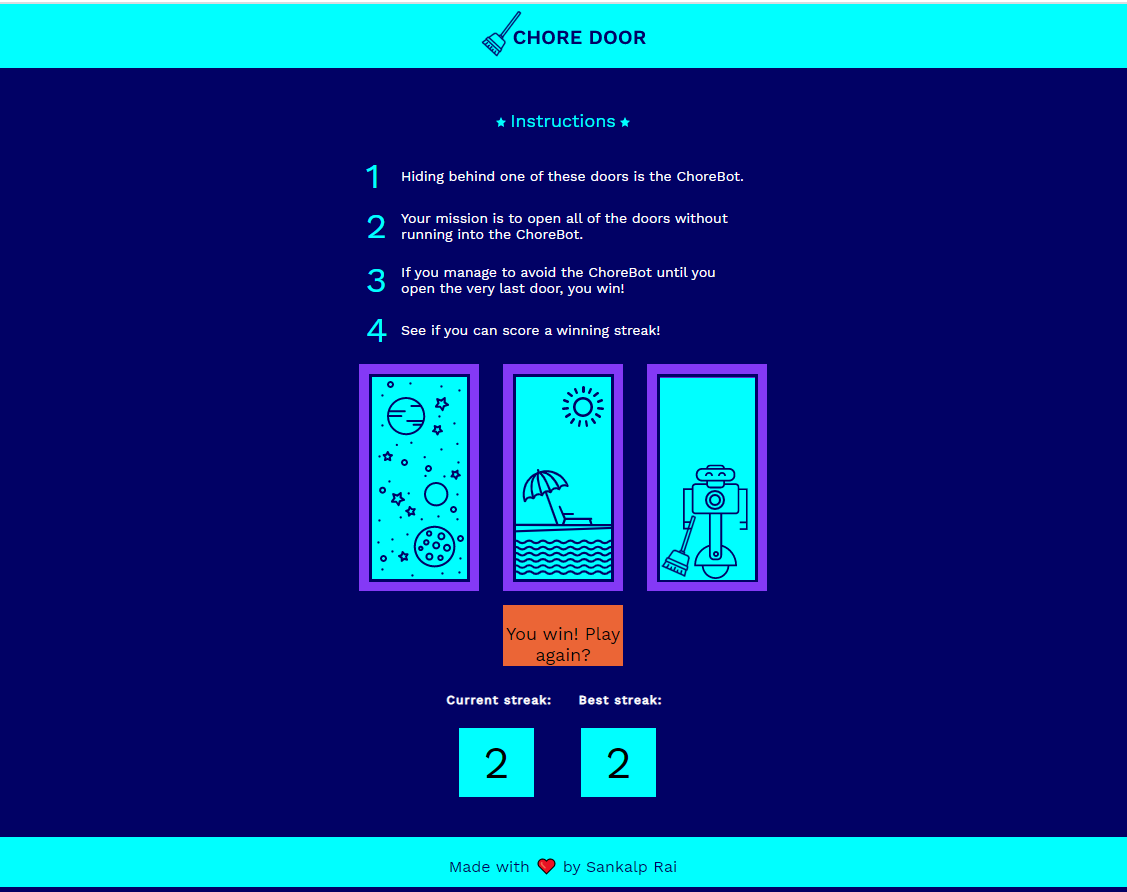 CHORE DOOR
Instructions
1 Hiding behind one of these doors is the ChoreBot.
2 Your mission is to open all of the doors without
running into the ChoreBot.
3 If you manage to avoid the ChoreBot until you
open the very last door, you win!
4 See if you can score a winning streak!
You win! Play
again?
Current streak: Best streak:
2 2
Made with ❤ by Sankalp Rai